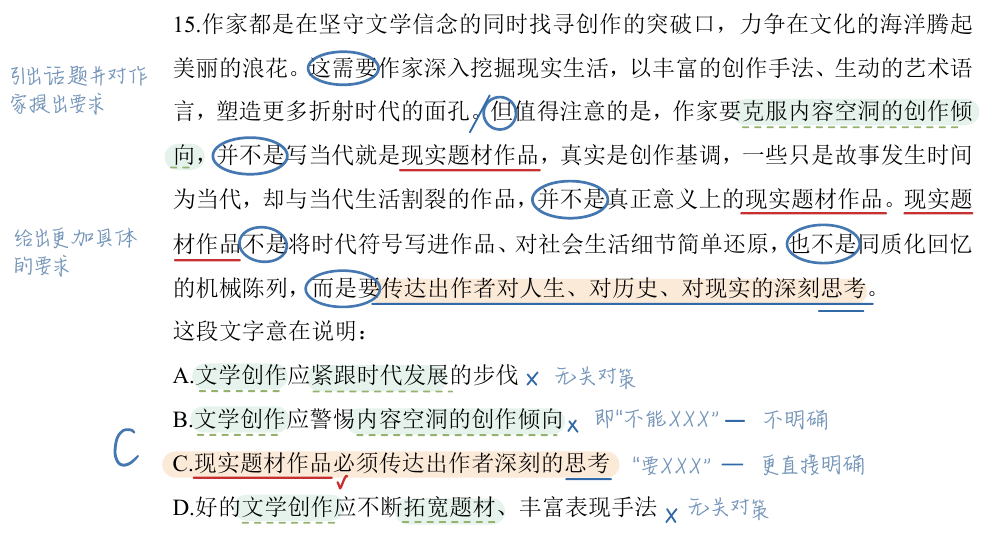 15.作家都是在坚守文学信念的同时找寻创作的突破口，力争在文化的海洋腾起
引出话题并对作
家提出要求
美丽的浪花。这需要作家深入挖掘现实生活，以丰富的创作手法、生动的艺术语
言，塑造更多折射时代的面孔。但值得注意的是，作家要克服内容空洞的创作倾
向，并不是写当代就是现实题材作品，真实是创作基调，一些只是故事发生时间
为当代，却与当代生活割裂的作品，并不是真正意义上的现实题材作品。现实题
给出更加具体
的要求
材作品不是将时代符号写进作品、对社会生活细节简单还原，也不是同质化回忆
的机械陈列，而是要传达出作者对人生、对历史、对现实的深刻思考。
这段文字意在说明：
A.文学创作应紧跟时代发展的步伐 x 无关对策
B.文学创作应警惕内容空洞的创作倾向 x 即“不能XXX”— 不明确
C
C.现实题材作品必须传达出作者深刻的思考 “要XXX”— 更直接明确
D.好的文学创作应不断拓宽题材、丰富表现手法 x 无关对策